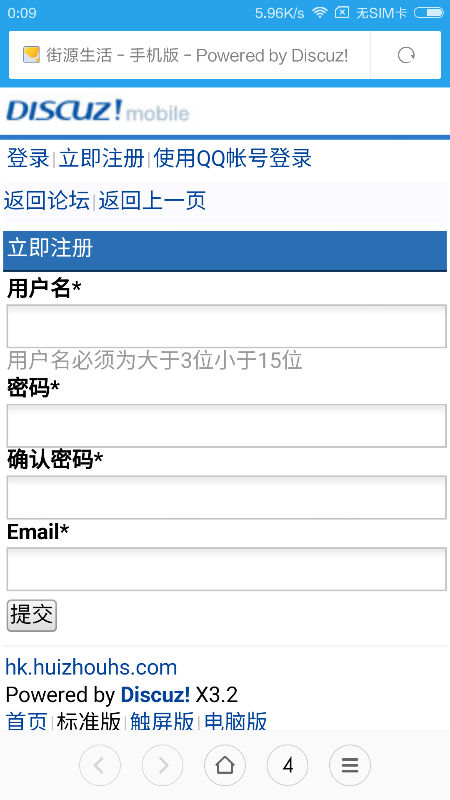 0:09 5.96K/s 无SIM卡
街源生活 - 手机版 - Powered by Discuz!
DISCUZ! mobile
登录|立即注册|使用QQ帐号登录
返回论坛|返回上一页
立即注册
用户名*
用户名必须为大于3位小于15位
密码*
确认密码*
Email*
提交
hk.huizhouhs.com
Powered by Discuz! X3.2
首页|标准版|触屏版|电脑版
4